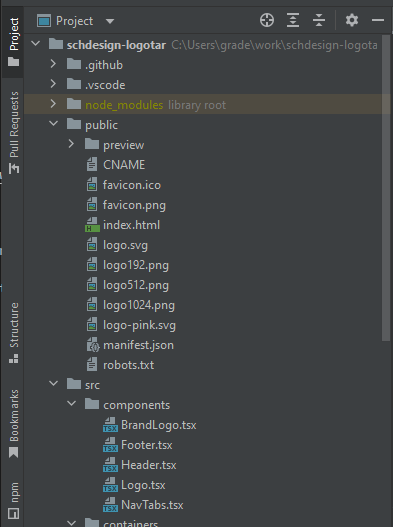 Project
Project
schdesign-logotar C:\Users\grade\work\schdesign-logota
.github
.vscode
node_modules library root
public
preview
CNAME
favicon.ico
favicon.png
index.html
logo.svg
logo192.png
logo512.png
logo1024.png
logo-pink.svg
manifest.json
robots.txt
src
components
BrandLogo.tsx
Footer.tsx
Header.tsx
Logo.tsx
NavTabs.tsx
containers
Pull Requests
Structure
Bookmarks
npm